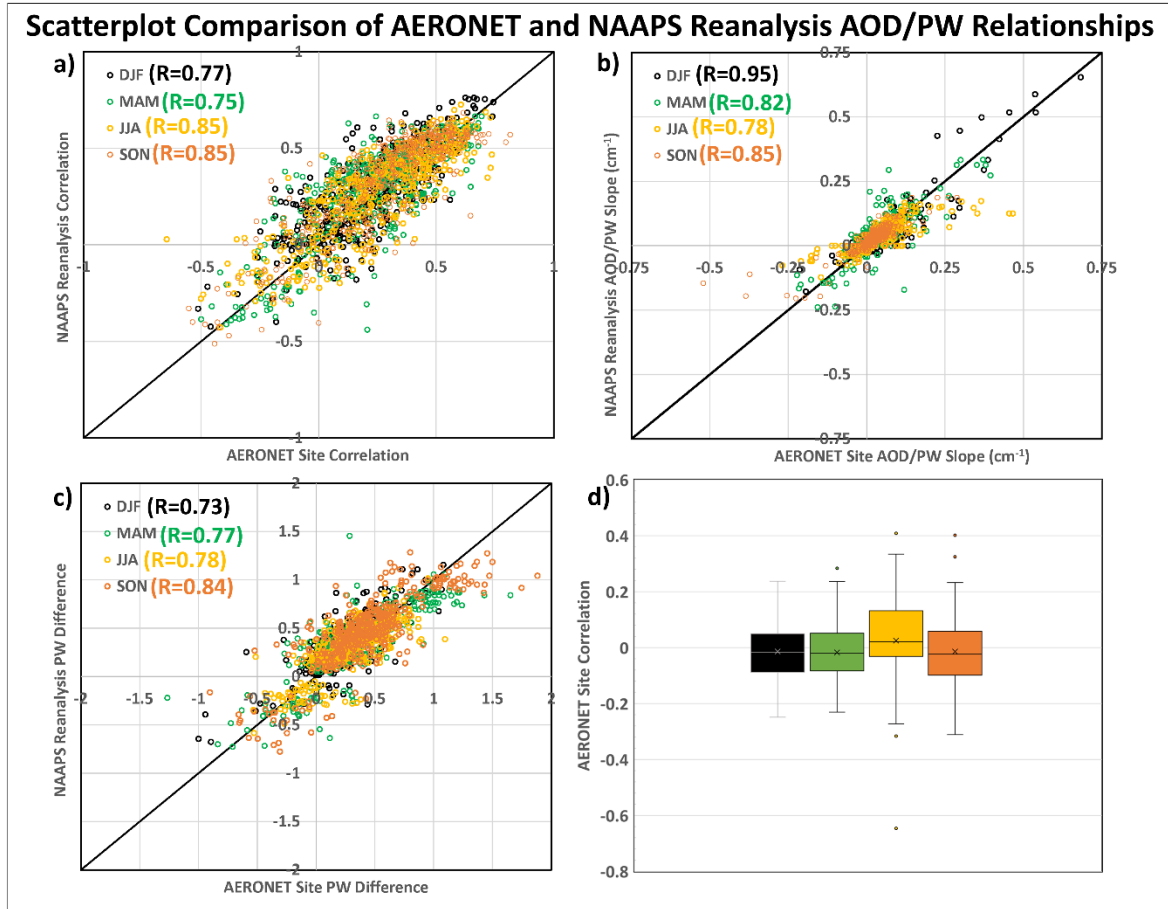 Scatterplot Comparison of AERONET and NAAPS Reanalysis AOD/PW Relationships
a)
DJF (R=0.77)
MAM (R=0.75)
JJA (R=0.85)
SON (R=0.85)
1
0.5
0
-0.5
-1
-1
-0.5
0
0.5
1
NAAPS Reanalysis Correlation
AERONET Site Correlation
b)
DJF (R=0.95)
MAM (R=0.82)
JJA (R=0.78)
SON (R=0.85)
0.75
0.5
0.25
0
-0.25
-0.5
-0.75
-0.75
-0.5
-0.25
0
0.25
0.5
0.75
NAAPS Reanalysis AOD/PW Slope (cm⁻¹)
AERONET Site AOD/PW Slope (cm⁻¹)
c)
DJF (R=0.73)
MAM (R=0.77)
JJA (R=0.78)
SON (R=0.84)
2
1.5
1
0.5
0
-0.5
-1
-1.5
-2
-2
-1.5
-1
-0.5
0
0.5
1
1.5
2
NAAPS Reanalysis PW Difference
AERONET Site PW Difference
d)
0.6
0.4
0.2
0
-0.2
-0.4
-0.6
-0.8
AERONET Site Correlation